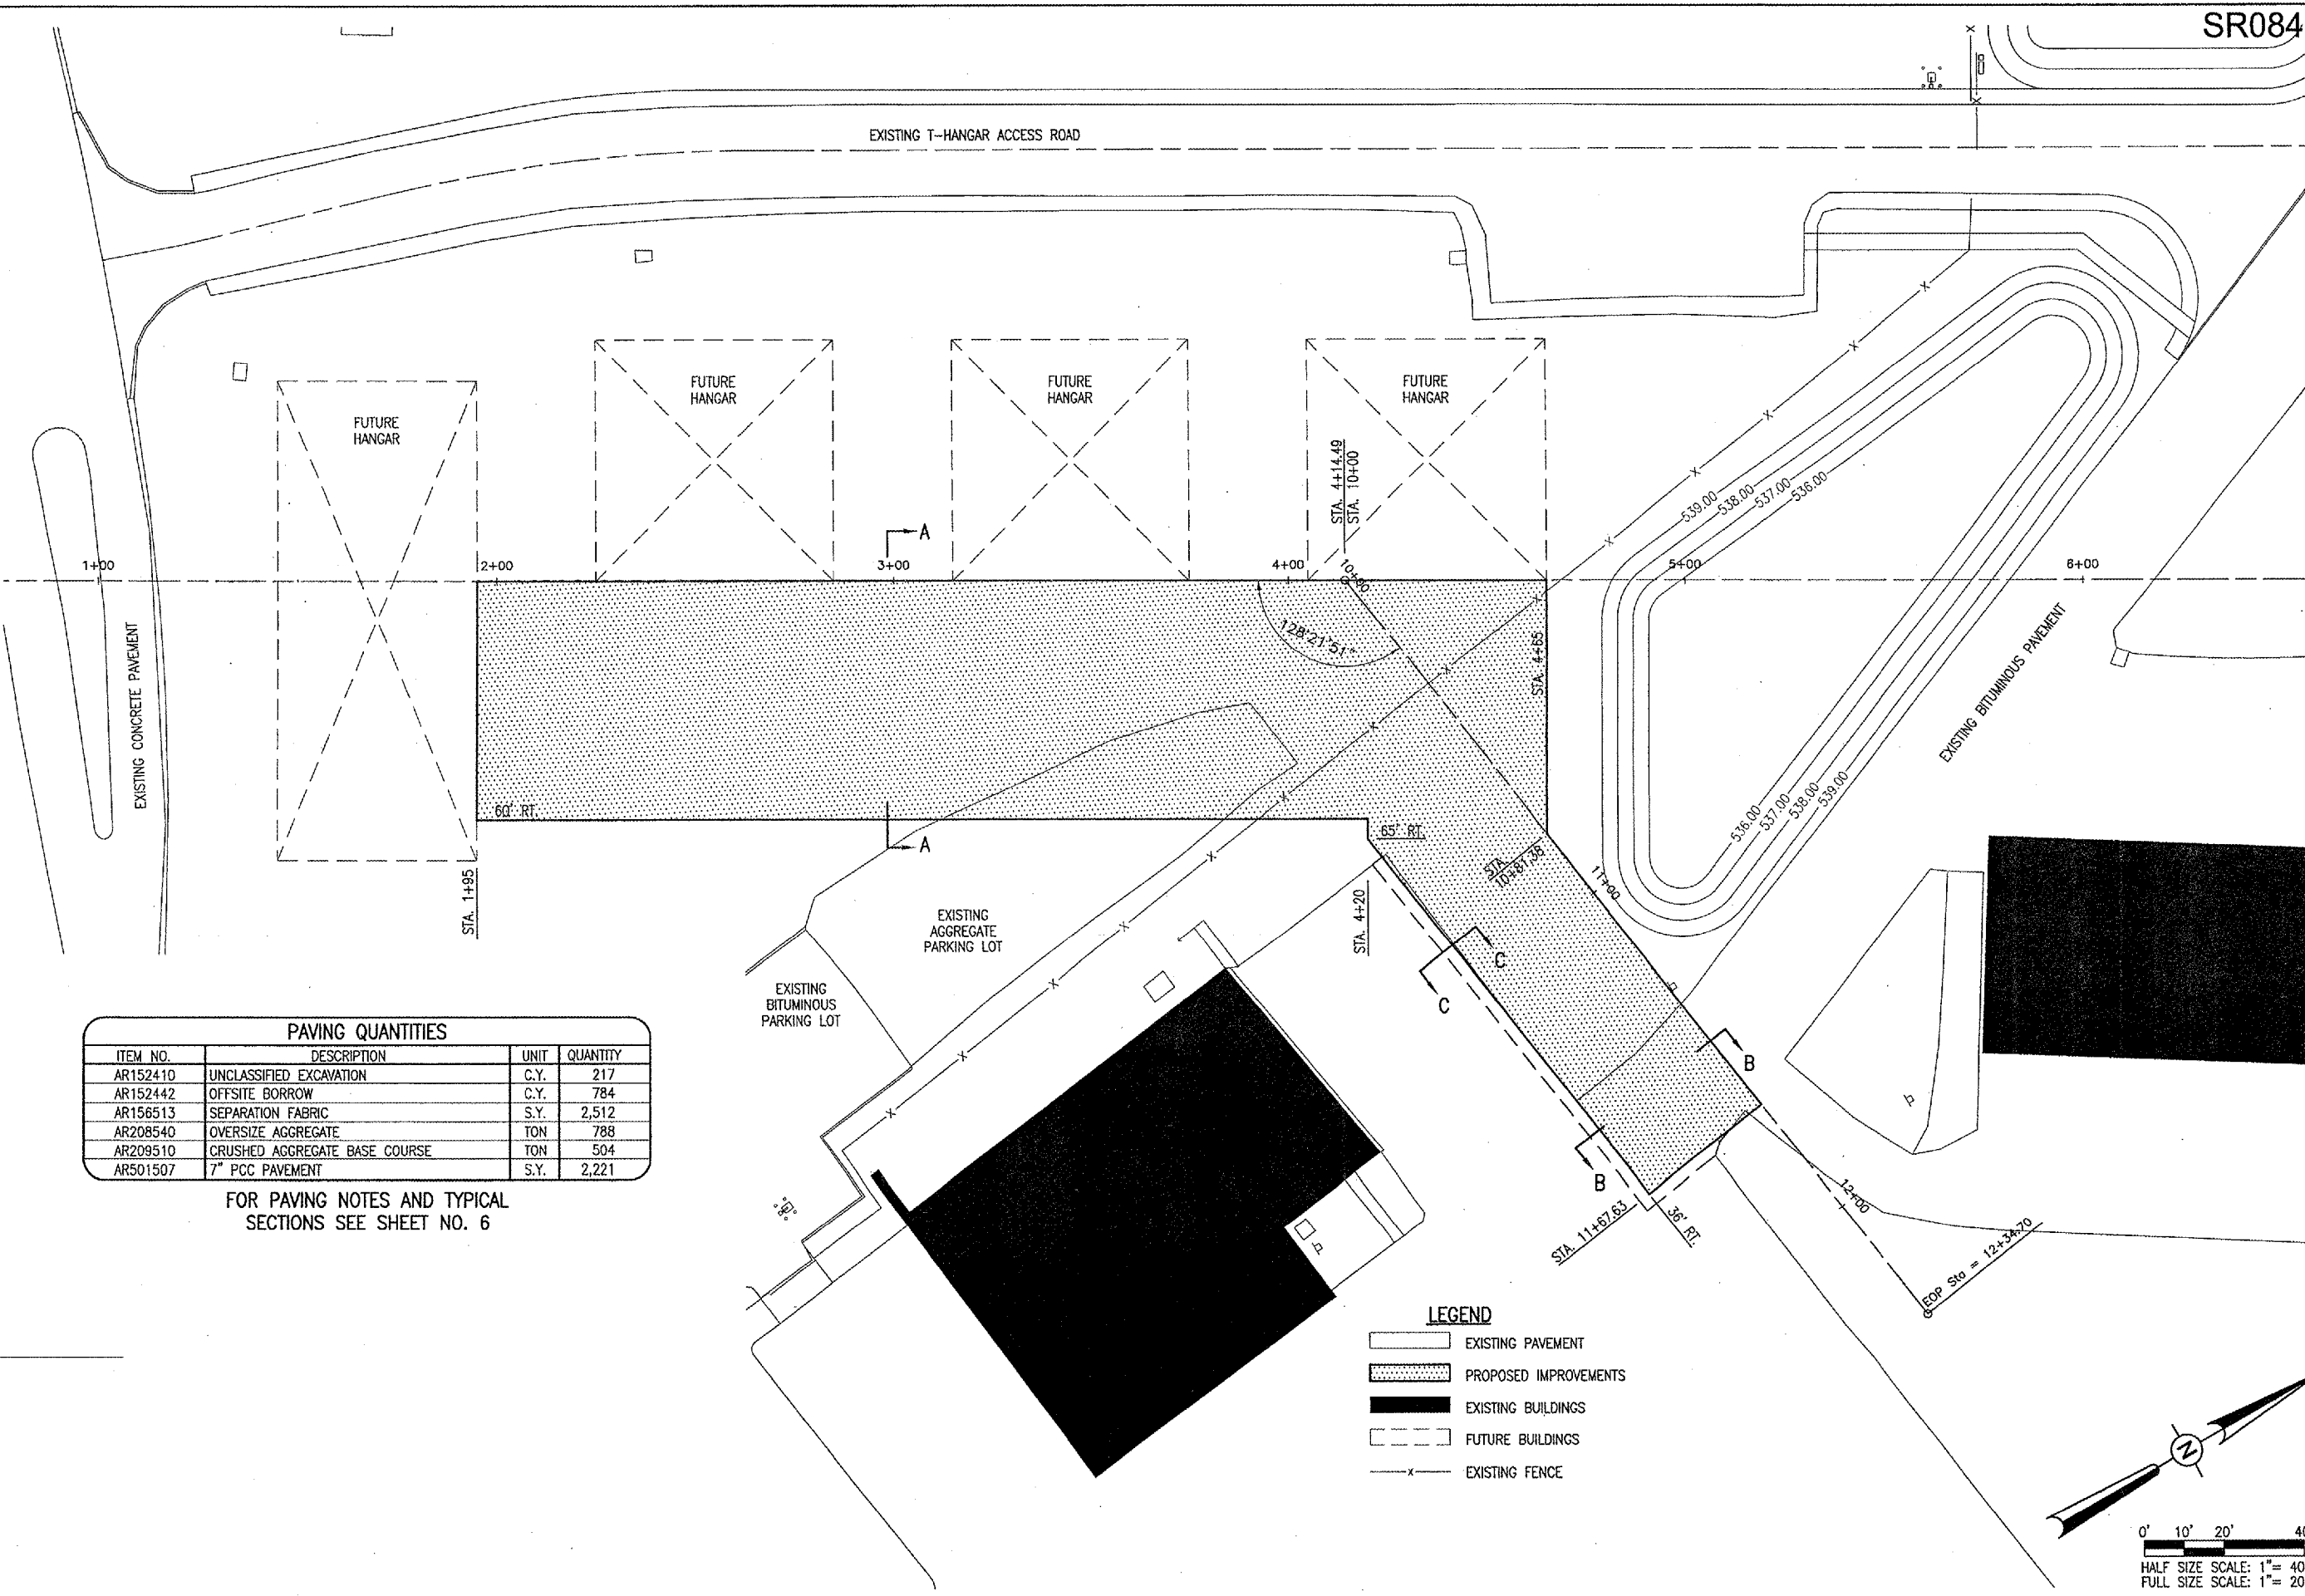 SR084
EXISTING T-HANGAR ACCESS ROAD
FUTURE
HANGAR
FUTURE
HANGAR
FUTURE
HANGAR
FUTURE
HANGAR
STA. 4+14.49
STA. 10+00
539.00
538.00
537.00
536.00
A
1+00
2+00
3+00
4+00
10+00
5+00
6+00
128°21'51"
STA. 4+65
EXISTING CONCRETE PAVEMENT
EXISTING BITUMINOUS PAVEMENT
60' RT.
A
65' RT.
STA.
10+81.38
11+00
536.00
537.00
538.00
539.00
STA. 1+95
STA. 4+20
EXISTING
AGGREGATE
PARKING LOT
EXISTING
BITUMINOUS
PARKING LOT
C
C
B
B
12+00
STA. 11+67.63
36' RT.
EOP Sta = 12+34.70
PAVING QUANTITIES
ITEM NO. DESCRIPTION UNIT QUANTITY
AR152410 UNCLASSIFIED EXCAVATION C.Y. 217
AR152442 OFFSITE BORROW C.Y. 784
AR156513 SEPARATION FABRIC S.Y. 2,512
AR208540 OVERSIZE AGGREGATE TON 788
AR209510 CRUSHED AGGREGATE BASE COURSE TON 504
AR501507 7" PCC PAVEMENT S.Y. 2,221
FOR PAVING NOTES AND TYPICAL
SECTIONS SEE SHEET NO. 6
LEGEND
EXISTING PAVEMENT
PROPOSED IMPROVEMENTS
EXISTING BUILDINGS
FUTURE BUILDINGS
x EXISTING FENCE
N
0' 10' 20' 40
HALF SIZE SCALE: 1"= 40
FULL SIZE SCALE: 1"= 20